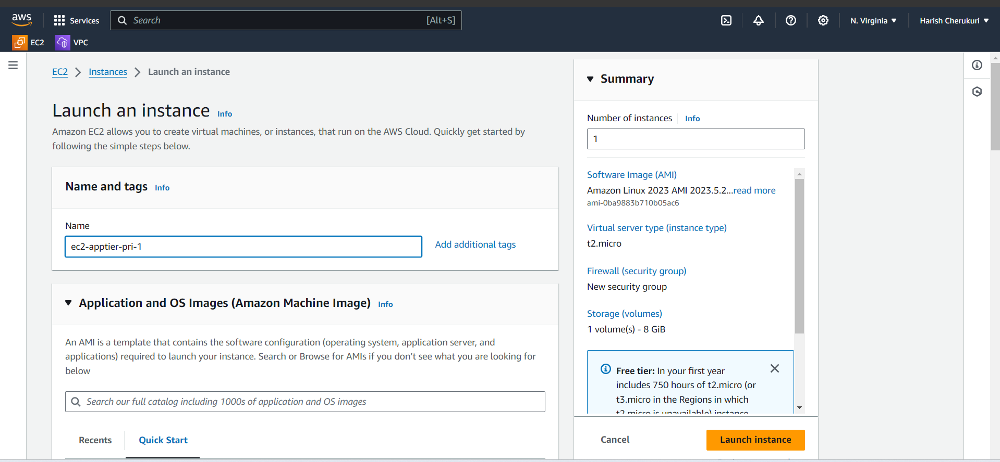 aws
Services
Search
[Alt+S]
N. Virginia
Harish Cherukuri
EC2
VPC
EC2
Instances
Launch an instance
Launch an instance
Info
Amazon EC2 allows you to create virtual machines, or instances, that run on the AWS Cloud. Quickly get started by
following the simple steps below.
Name and tags
Info
Name
ec2-apptier-pri-1
Add additional tags
Application and OS Images (Amazon Machine Image)
Info
An AMI is a template that contains the software configuration (operating system, application server, and
applications) required to launch your instance. Search or Browse for AMIs if you don’t see what you are looking for
below
Search our full catalog including 1000s of application and OS images
Recents
Quick Start
Summary
Number of instances
Info
1
Software Image (AMI)
Amazon Linux 2023 AMI 2023.5.2...read more
ami-0ba9883b710b05ac6
Virtual server type (instance type)
t2.micro
Firewall (security group)
New security group
Storage (volumes)
1 volume(s) - 8 GiB
Free tier: In your first year
includes 750 hours of t2.micro (or
t3.micro in the Regions in which
t2.micro is unavailable) instance
Cancel
Launch instance